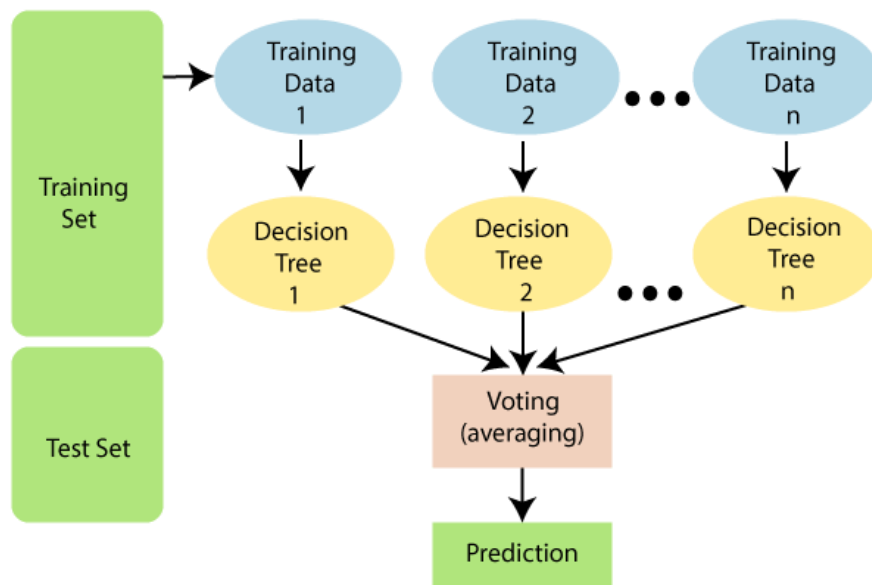 Training
Set
Test Set
Training
Data
1
Training
Data
2
Training
Data
n
Decision
Tree
1
Decision
Tree
2
Decision
Tree
n
Voting
(averaging)
Prediction